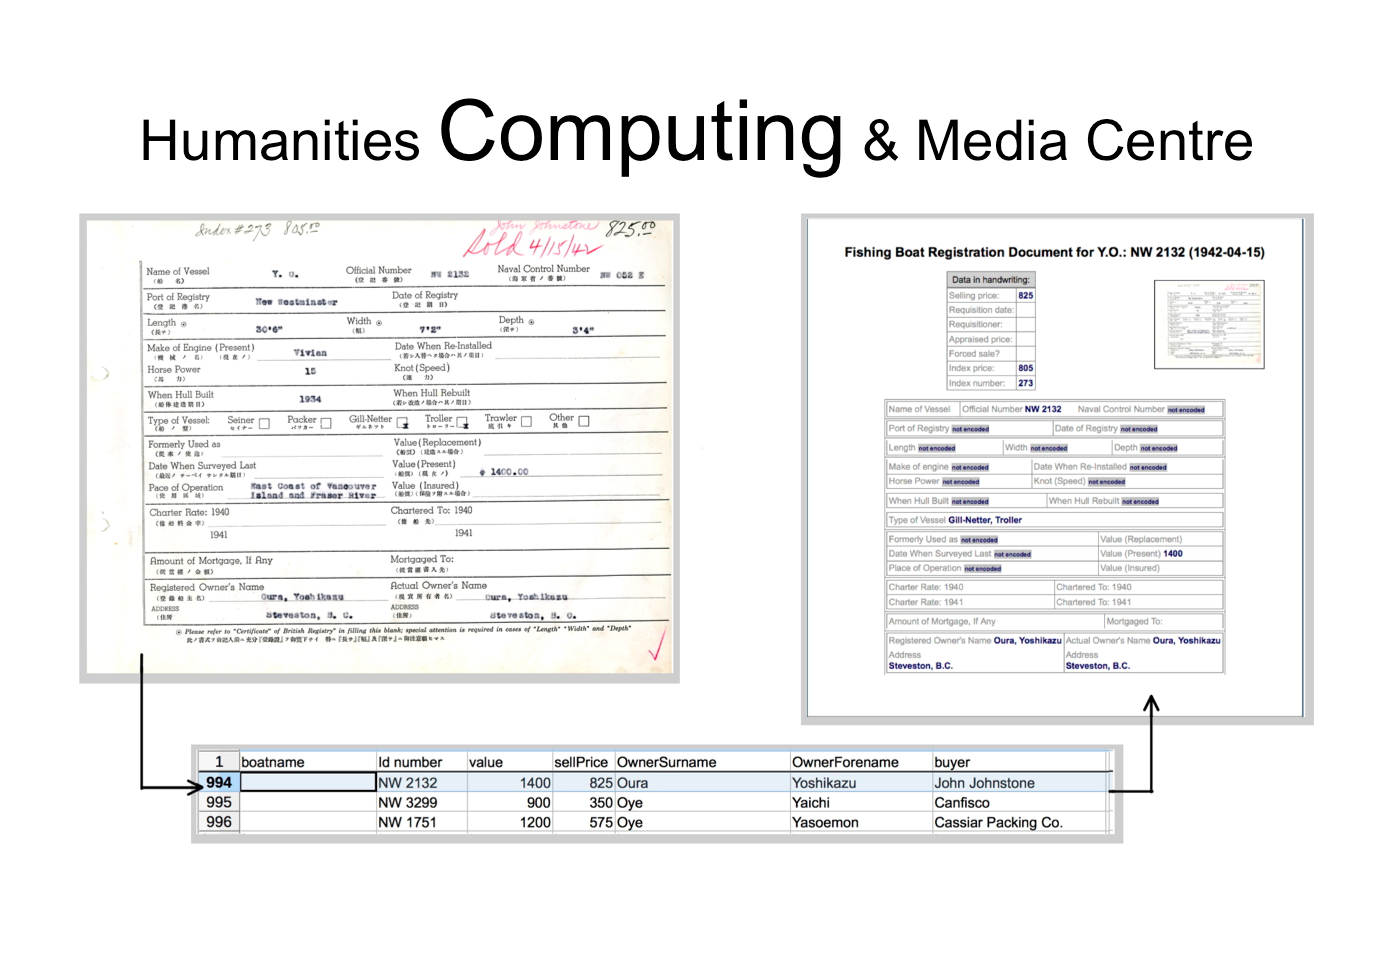 Humanities Computing & Media Centre
Index #273 805.00
John Johnstone 825.00
Sold 4/15/42
Name of Vessel Y. O. Official Number NW 2132 Naval Control Number NW 052 E
Port of Registry New Westminster Date of Registry
Length 30'6" Width 7'2" Depth 3'4"
Make of Engine (Present) Vivian Date When Re-Installed
Horse Power 15 Knot (Speed)
When Hull Built 1934 When Hull Rebuilt
Type of Vessel: Seiner Packer Gill-Netter x Troller x Trawler Other
Formerly Used as Value (Replacement)
Date When Surveyed Last Value (Present) $ 1400.00
Pace of Operation East Coast of Vancouver Island and Fraser River Value (Insured)
Charter Rate: 1940 Chartered To: 1940
1941 1941
Amount of Mortgage, If Any Mortgaged To:
Registered Owner's Name Oura, Yoshikazu Actual Owner's Name Oura, Yoshikazu
ADDRESS Steveston, B. C. ADDRESS Steveston, B. C.
Please refer to "Certificate" of British Registry" in filling this blank; special attention is required in cases of "Length" "Width" and "Depth"
Fishing Boat Registration Document for Y.O.: NW 2132 (1942-04-15)
Data in handwriting:
Selling price: 825
Requisition date:
Requisitioner:
Appraised price:
Forced sale?
Index price: 805
Index number: 273
Name of Vessel Official Number NW 2132 Naval Control Number not encoded
Port of Registry not encoded Date of Registry not encoded
Length not encoded Width not encoded Depth not encoded
Make of engine not encoded Date When Re-Installed not encoded
Horse Power not encoded Knot (Speed) not encoded
When Hull Built not encoded When Hull Rebuilt not encoded
Type of Vessel Gill-Netter, Troller
Formerly Used as not encoded Value (Replacement)
Date When Surveyed Last not encoded Value (Present) 1400
Place of Operation not encoded Value (Insured)
Charter Rate: 1940 Chartered To: 1940
Charter Rate: 1941 Chartered To: 1941
Amount of Mortgage, If Any Mortgaged To:
Registered Owner's Name Oura, Yoshikazu Actual Owner's Name Oura, Yoshikazu
Address Address
Steveston, B.C. Steveston, B.C.
1 boatname Id number value sellPrice OwnerSurname OwnerForename buyer
994 NW 2132 1400 825 Oura Yoshikazu John Johnstone
995 NW 3299 900 350 Oye Yaichi Canfisco
996 NW 1751 1200 575 Oye Yasoemon Cassiar Packing Co.